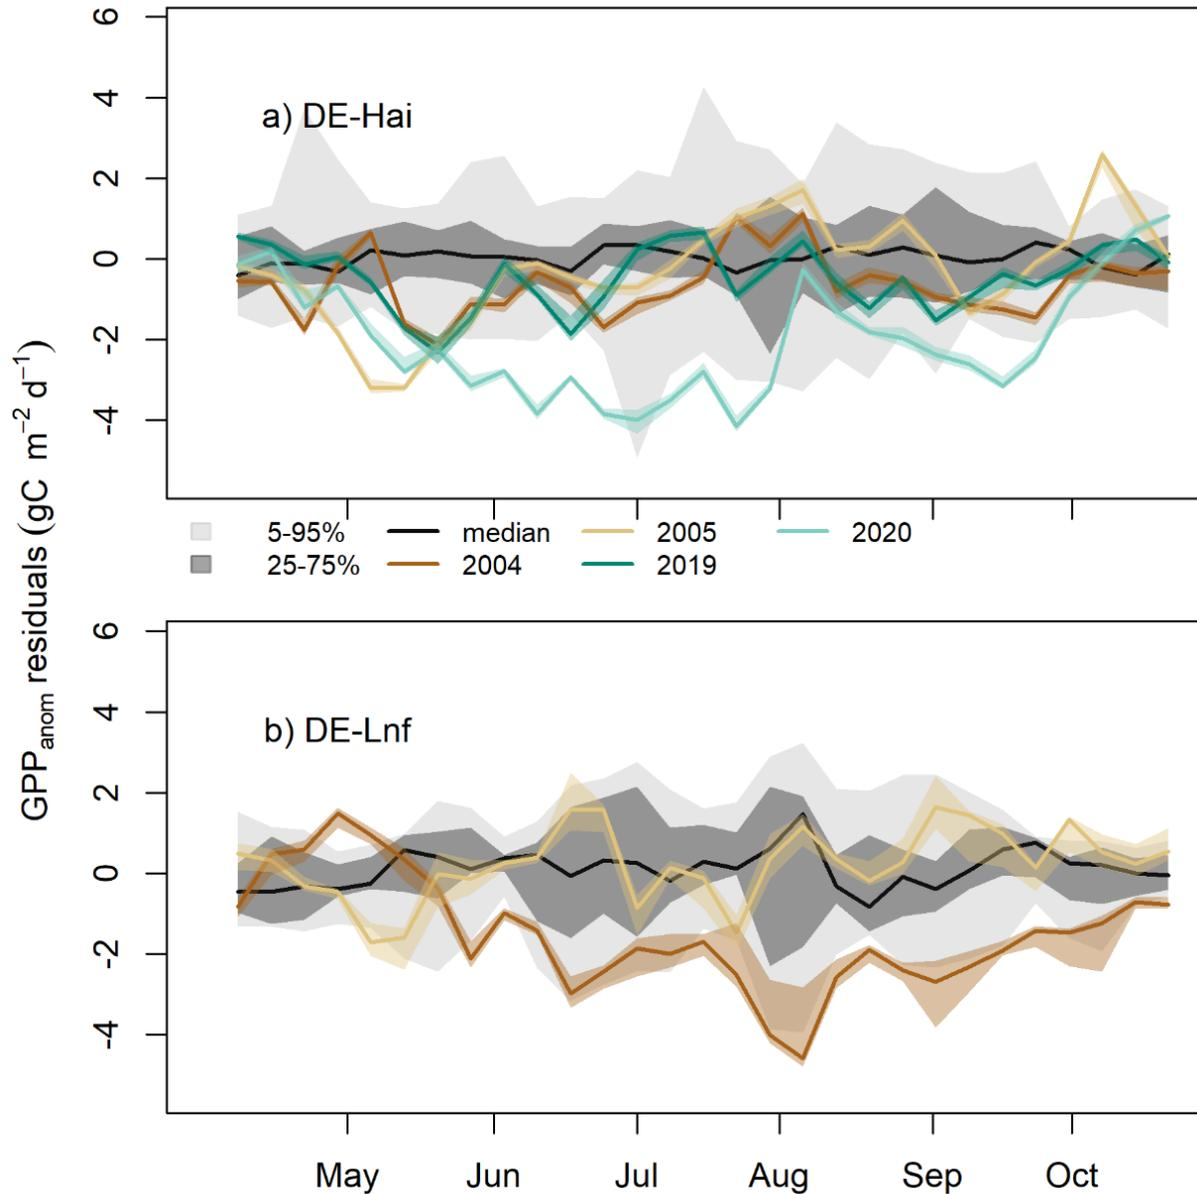 6
4
2
0
-2
-4
a) DE-Hai
GPPanom residuals (gC m−2 d−1)
5-95% median 2005 2020
25-75% 2004 2019
6
4
2
0
-2
-4
b) DE-Lnf
May Jun Jul Aug Sep Oct